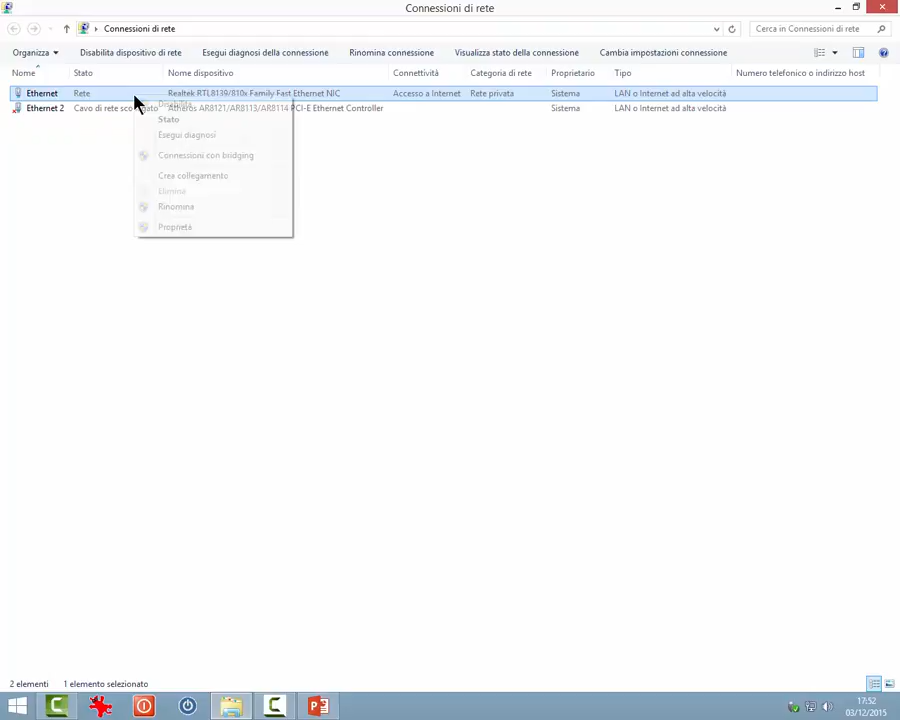 Connessioni di rete
Connessioni di rete
Cerca in Connessioni di rete
Organizza
Disabilita dispositivo di rete
Esegui diagnosi della connessione
Rinomina connessione
Visualizza stato della connessione
Cambia impostazioni connessione
Nome
Stato
Nome dispositivo
Connettività
Categoria di rete
Proprietario
Tipo
Numero telefonico o indirizzo host
Ethernet
Rete
Realtek RTL8139/810x Family Fast Ethernet NIC
Accesso a Internet
Rete privata
Sistema
LAN o Internet ad alta velocità
Ethernet 2
Cavo di rete scollegato
Atheros AR8121/AR8113/AR8114 PCI-E Ethernet Controller
Sistema
LAN o Internet ad alta velocità
Disabilita
Stato
Esegui diagnosi
Connessioni con bridging
Crea collegamento
Elimina
Rinomina
Proprietà
2 elementi
1 elemento selezionato
17:52
03/12/2015